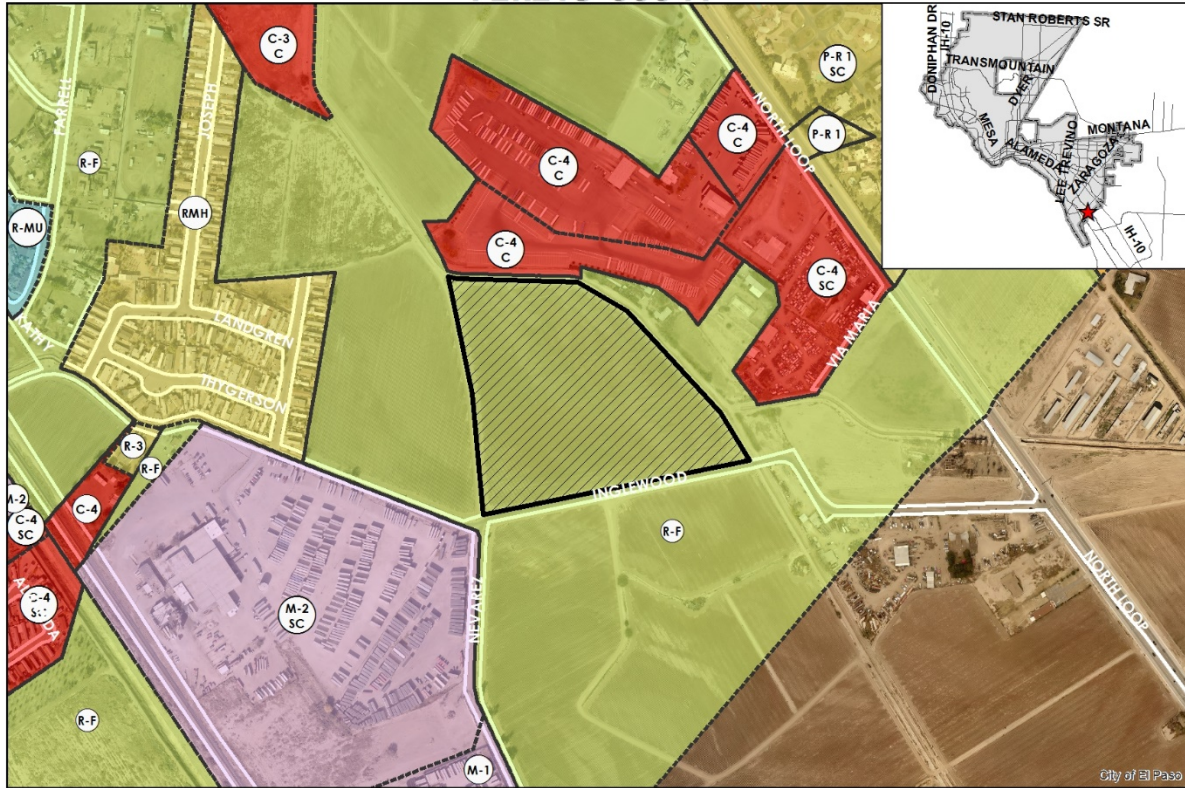 C-3
C
P-R 1
SC
STAN ROBERTS SR
DONIPHAN DR
IH-10
TRANSMOUNTAIN
DYER
MESA
MONTANA
ALAMEDA
LEE TREVINO
ZARAGOZA
IH-10
JOSEPH
R-F
NORTH LOOP
C-4
C
P-R 1
C-4
C
RMH
R-MU
C-4
C
C-4
SC
VIA MARIA
KATHY
LANDGREN
THYGERSON
R-3
R-F
INGLEWOOD
C-4
C-4
SC
R-F
NORTH LOOP
C-4
M-2
SC
NEVAREZ
R-F
M-1
City of El Paso